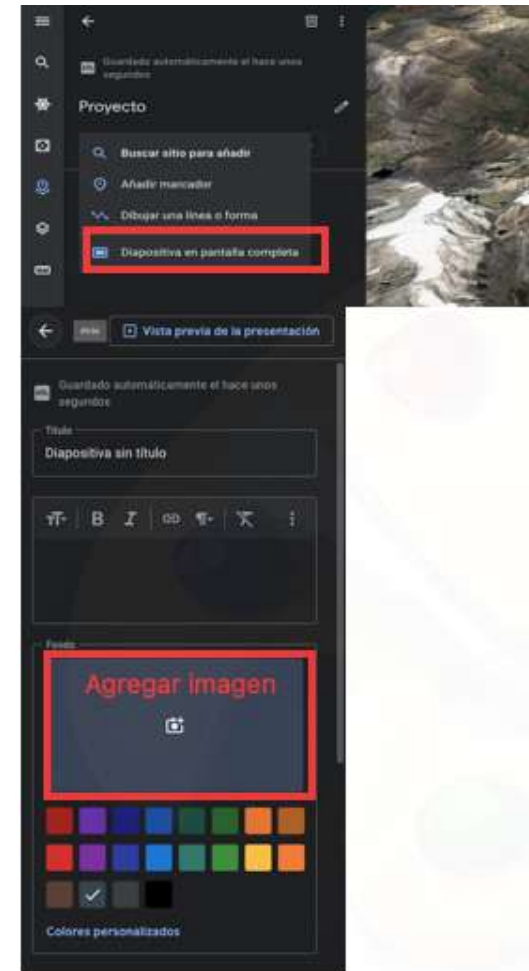 Guardado automáticamente el hace unos
segundos
Proyecto
Buscar sitio para añadir
Añadir marcador
Dibujar una línea o forma
Diapositiva en pantalla completa
Vista previa de la presentación
Guardado automáticamente el hace unos
segundos
Título
Diapositiva sin título
B I
Fondo
Agregar imagen
Colores personalizados